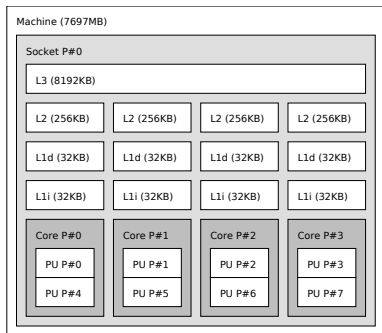 Machine (7697MB)
Socket P#0
L3 (8192KB)
L2 (256KB) L2 (256KB) L2 (256KB) L2 (256KB)
L1d (32KB) L1d (32KB) L1d (32KB) L1d (32KB)
L1i (32KB) L1i (32KB) L1i (32KB) L1i (32KB)
Core P#0 Core P#1 Core P#2 Core P#3
PU P#0 PU P#1 PU P#2 PU P#3
PU P#4 PU P#5 PU P#6 PU P#7